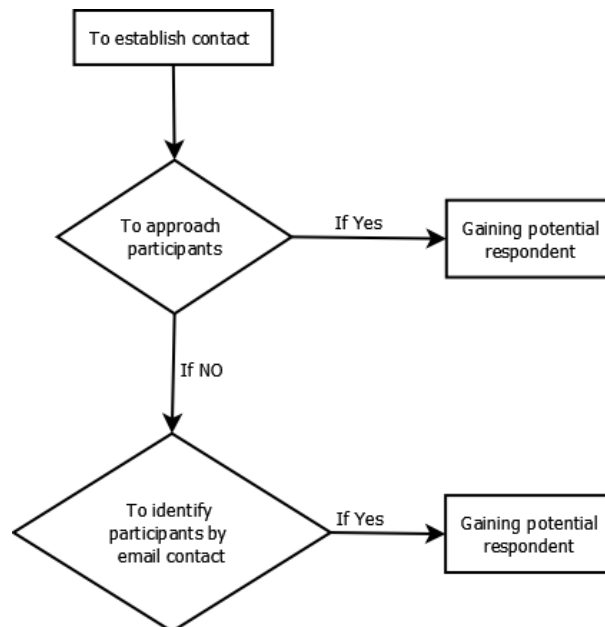 To establish contact
To approach
participants
If Yes
Gaining potential
respondent
If NO
To identify
participants by
email contact
If Yes
Gaining potential
respondent